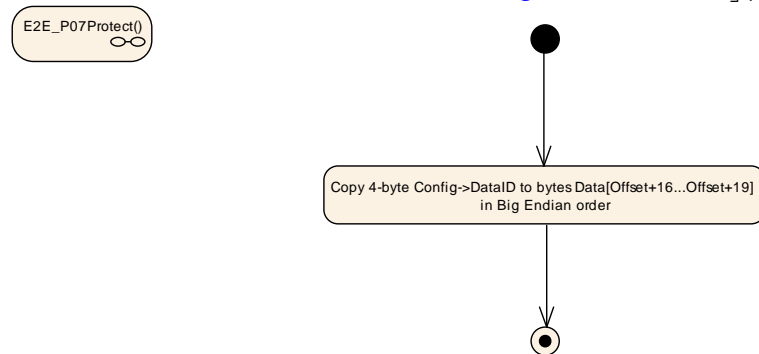 E2E_P07Protect()
Copy 4-byte Config->DataID to bytes Data[Offset+16...Offset+19]
in Big Endian order